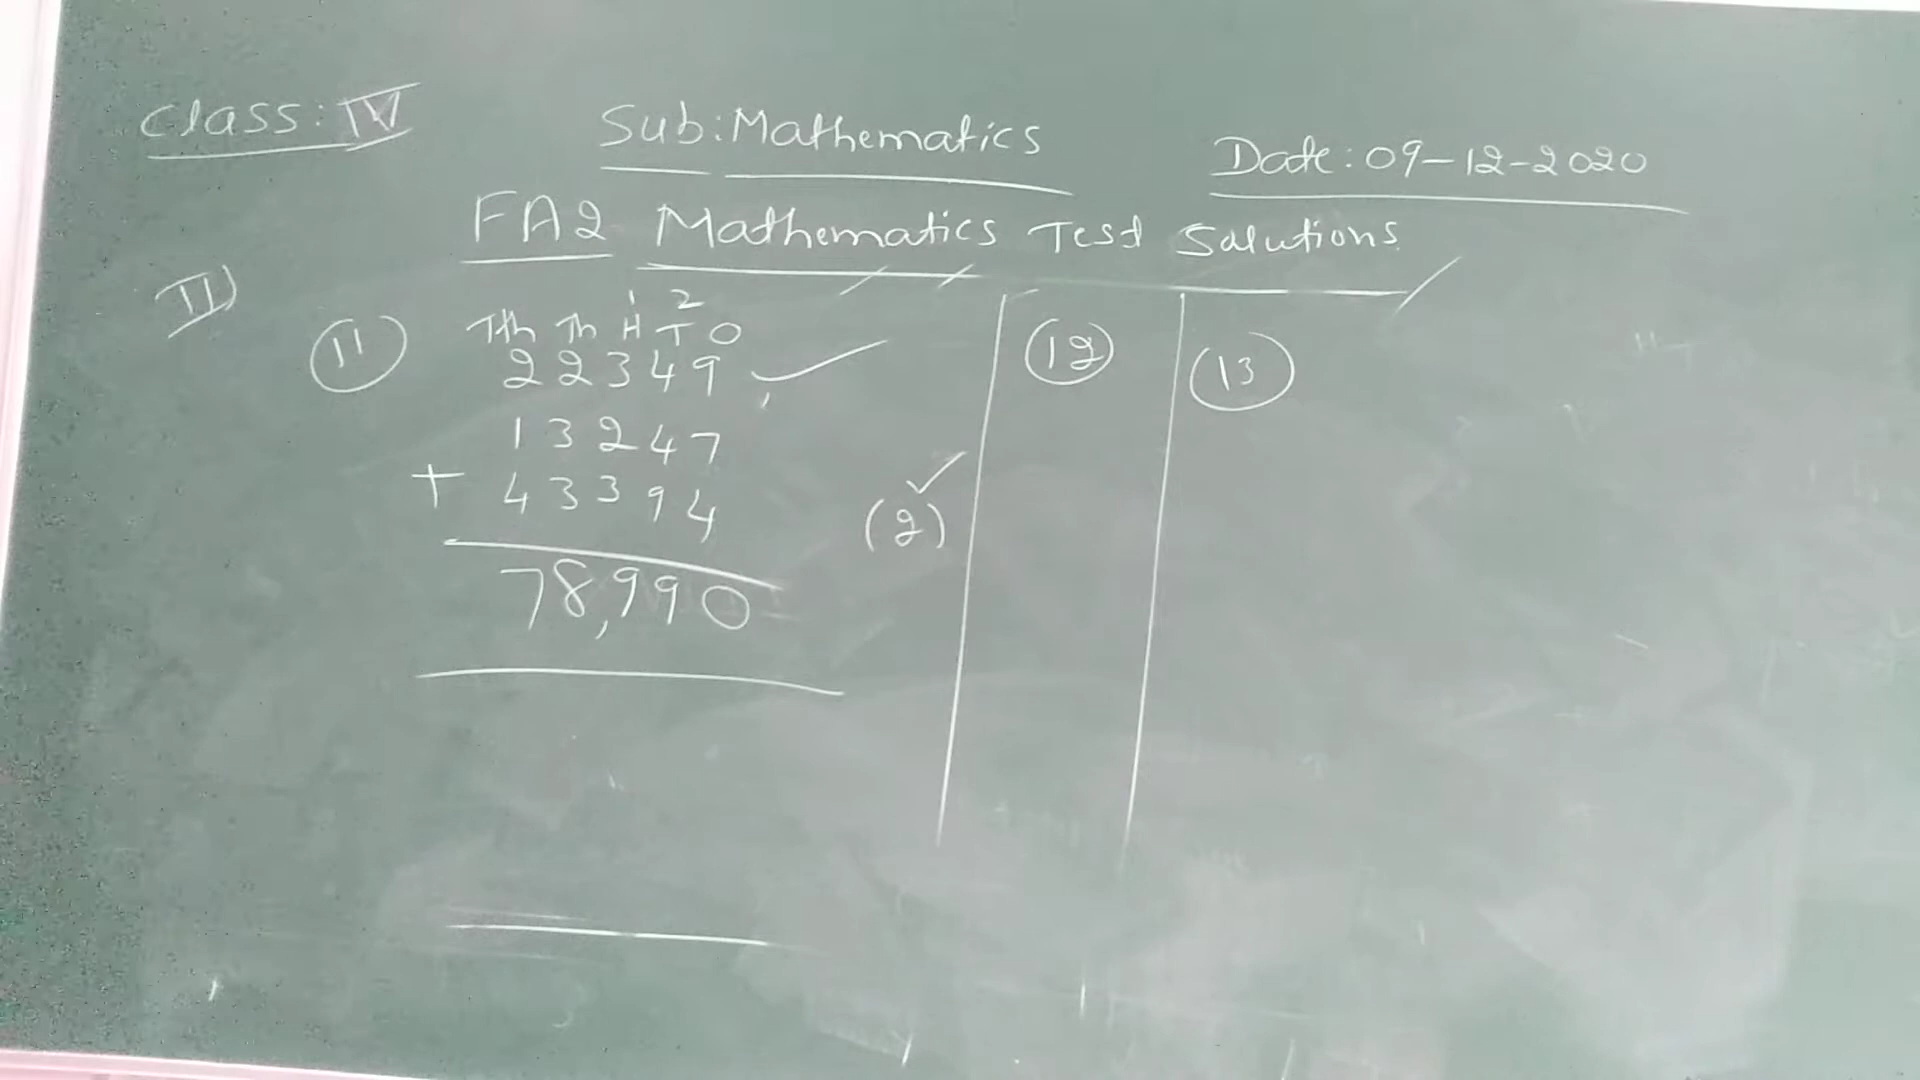 Class: IV Sub: Mathematics Date: 09-12-2020
FA2 Mathematics Test Solutions
II)
11 12 13
1 2
Tth Th H T O
22349
13247
+ 43394 (2)
78,990